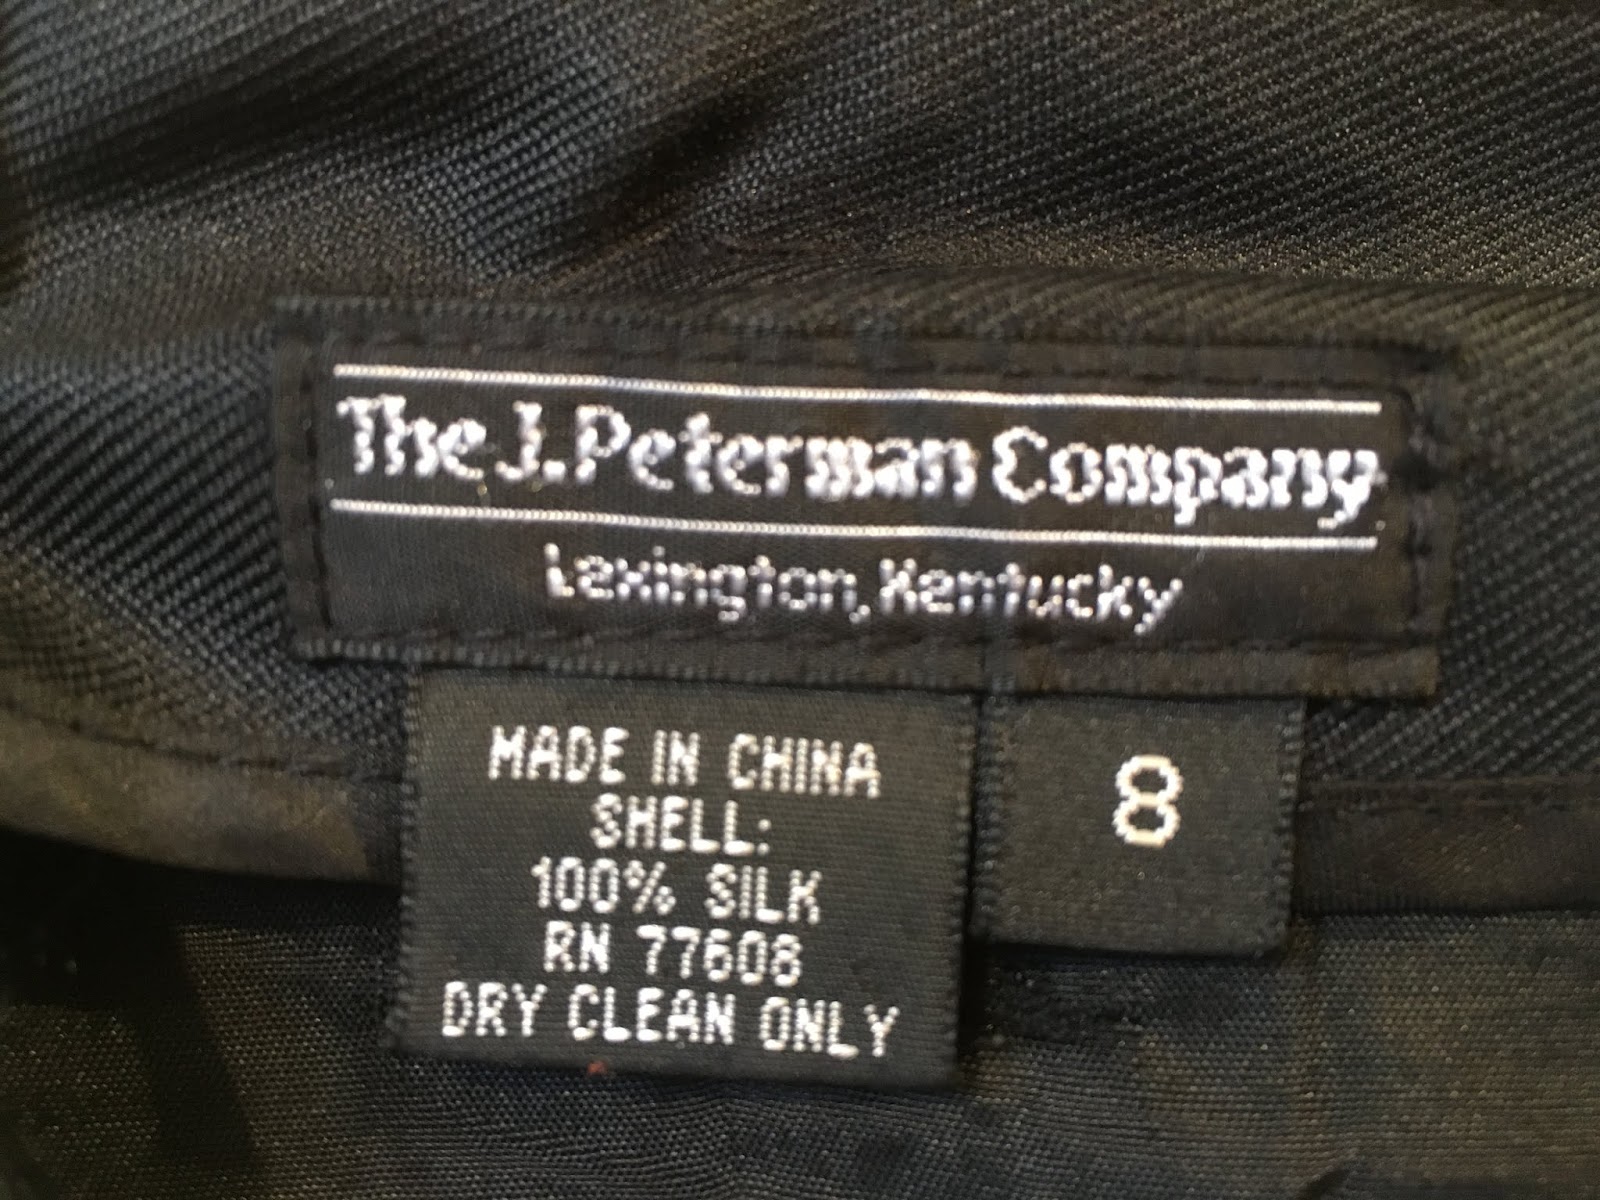 The J. Peterman Company
Lexington, Kentucky
MADE IN CHINA
SHELL:
100% SILK
RN 77608
DRY CLEAN ONLY
8